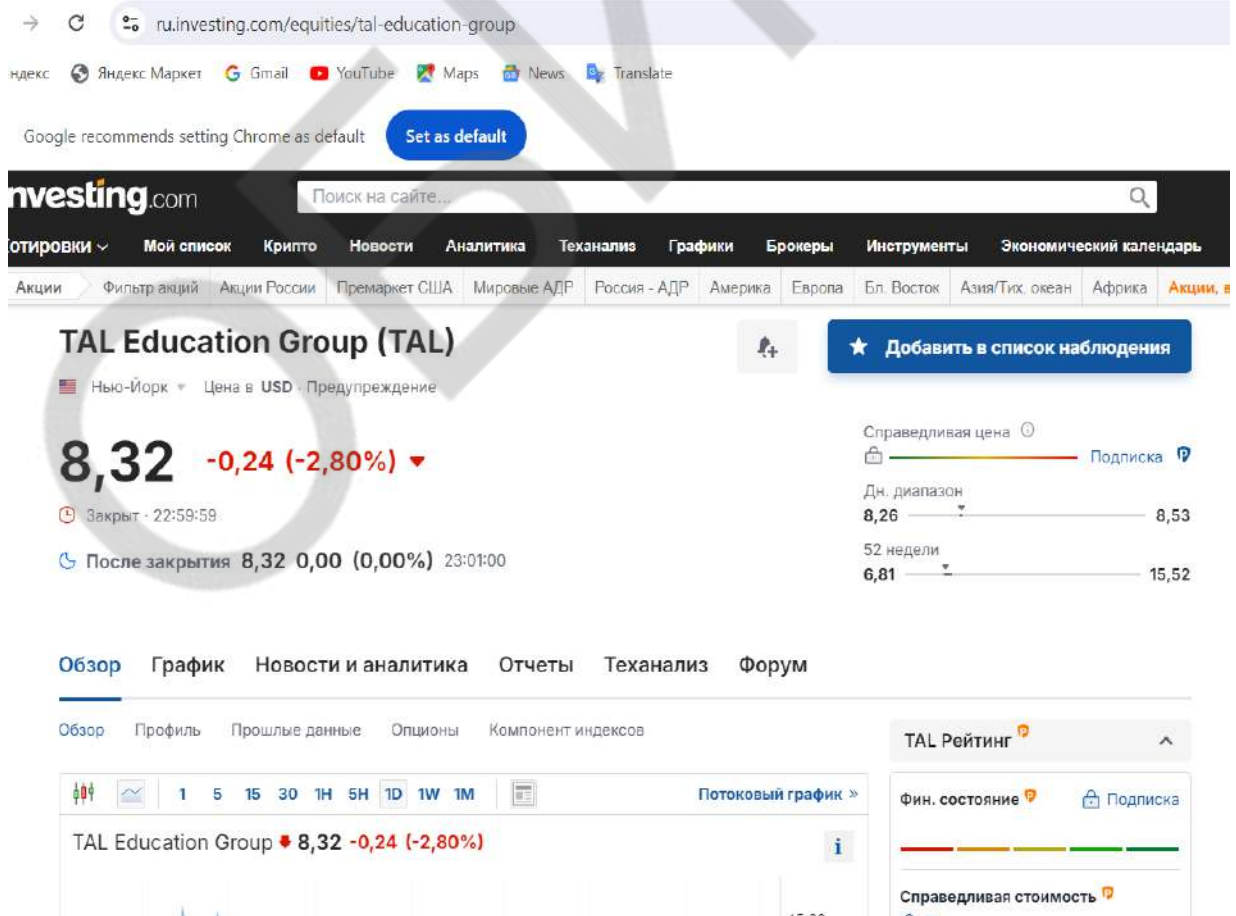 ru.investing.com/equities/tal-education-group
ндекс Яндекс Маркет Gmail YouTube Maps News Translate
Google recommends setting Chrome as default Set as default
nvesting.com Поиск на сайте...
Котировки Мой список Крипто Новости Аналитика Теханализ Графики Брокеры Инструменты Экономический календарь
Акции Фильтр акций Акции России Премаркет США Мировые АДР Россия - АДР Америка Европа Бл. Восток Азия/Тих. океан Африка Акции, в
TAL Education Group (TAL) Добавить в список наблюдения
Нью-Йорк Цена в USD · Предупреждение
Справедливая цена
8,32 -0,24 (-2,80%) Подписка
Дн. диапазон
Закрыт · 22:59:59 8,26 8,53
52 недели
После закрытия 8,32 0,00 (0,00%) 23:01:00
6,81 15,52
Обзор График Новости и аналитика Отчеты Теханализ Форум
Обзор Профиль Прошлые данные Опционы Компонент индексов
TAL Рейтинг
1 5 15 30 1H 5H 1D 1W 1M Потоковый график »
Фин. состояние Подписка
TAL Education Group 8,32 -0,24 (-2,80%) i
Справедливая стоимость